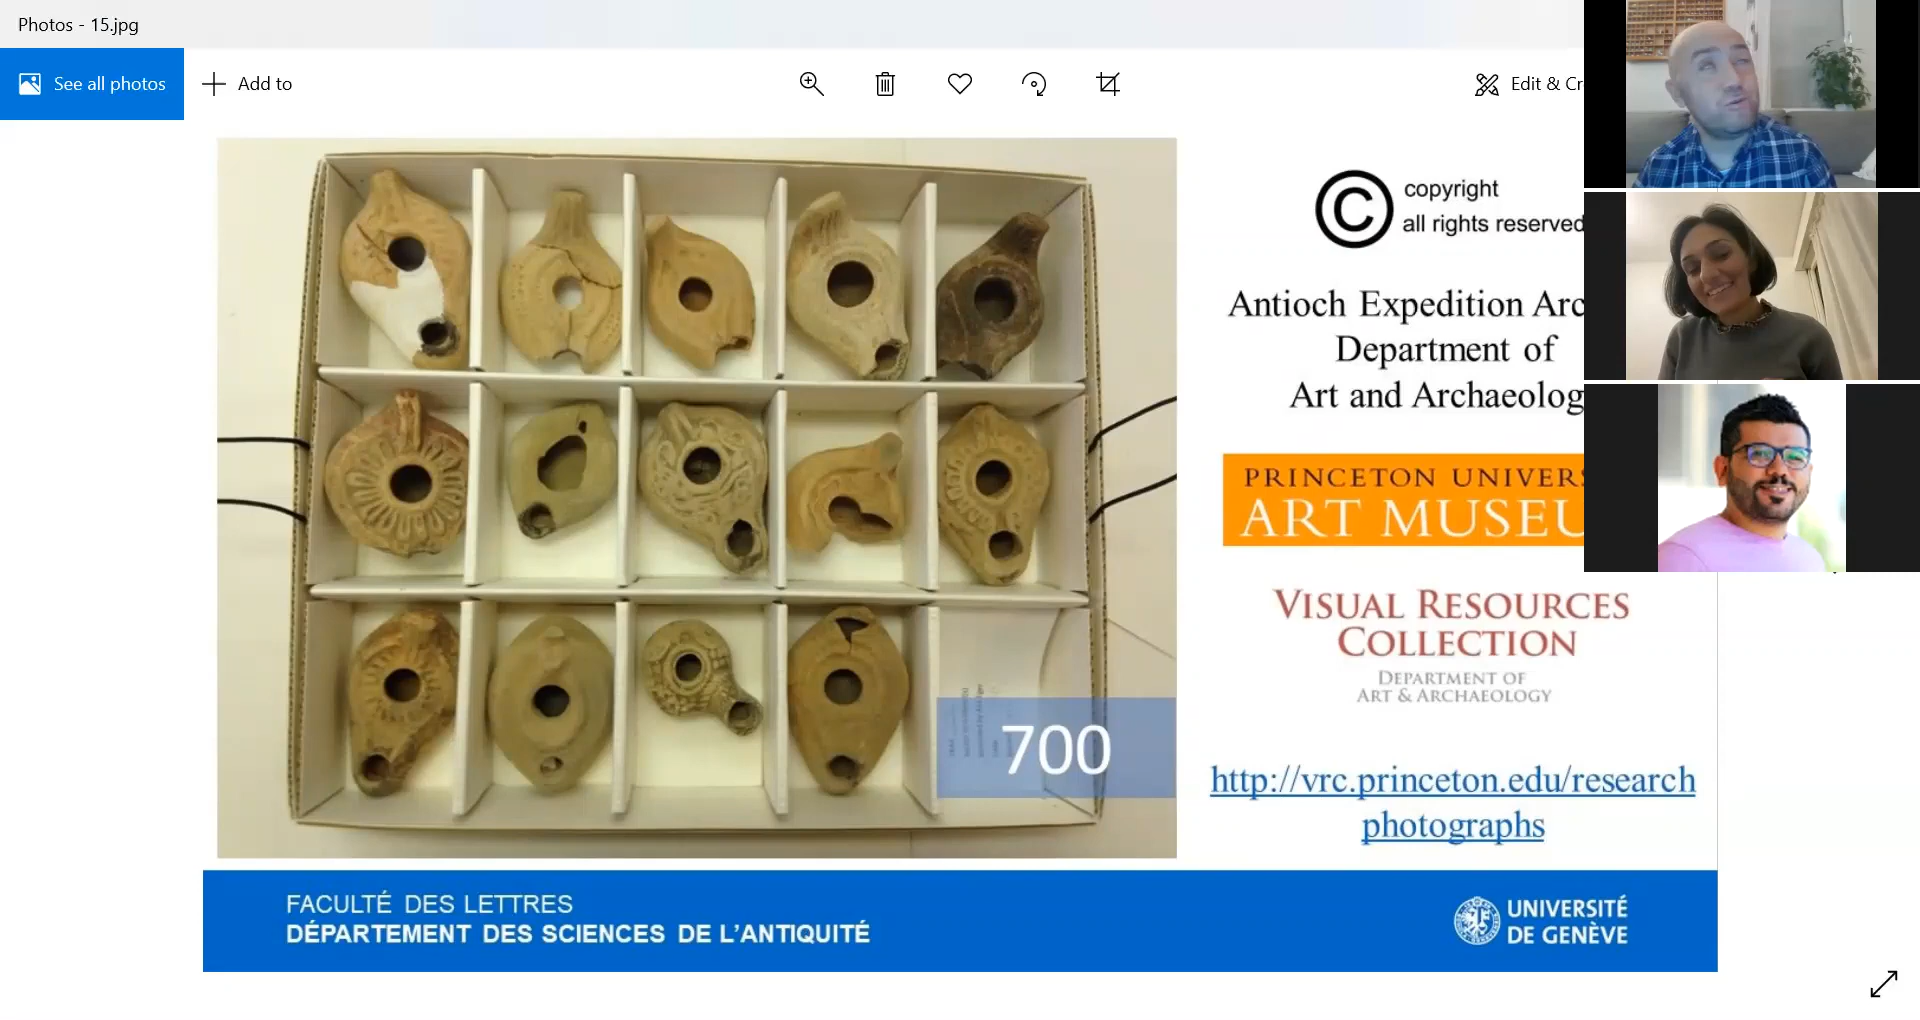 Photos - 15.jpg
See all photos
Add to
Edit & Cr
copyright
all rights reserved
Antioch Expedition Arc
Department of
Art and Archaeolog
PRINCETON UNIVERS
ART MUSEU
VISUAL RESOURCES
COLLECTION
DEPARTMENT OF
ART & ARCHAEOLOGY
700
http://vrc.princeton.edu/research
photographs
FACULTÉ DES LETTRES
DÉPARTEMENT DES SCIENCES DE L'ANTIQUITÉ
UNIVERSITÉ
DE GENÈVE